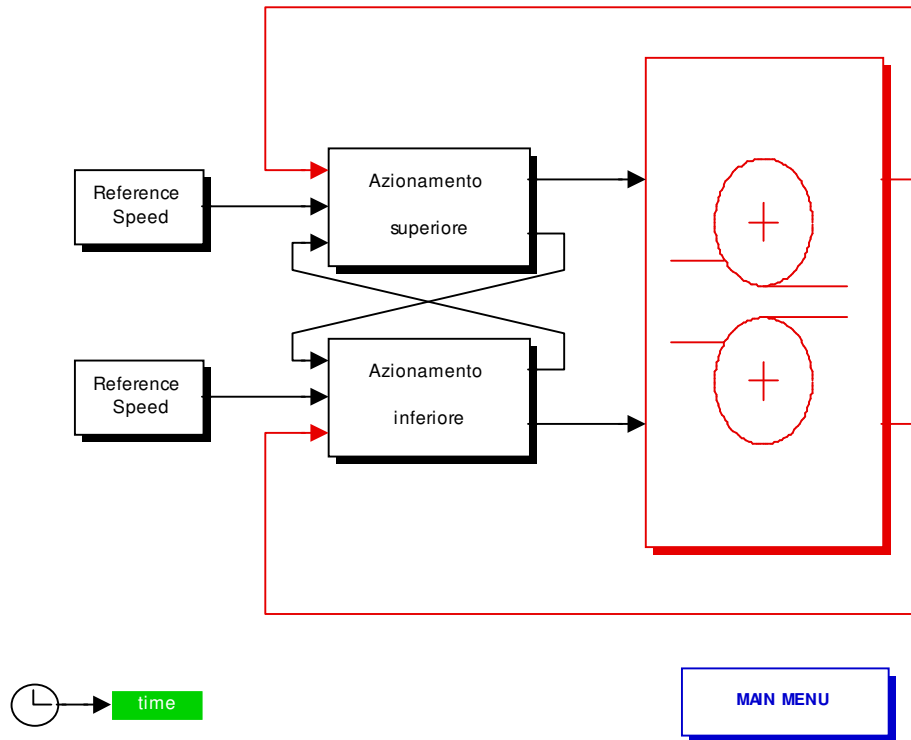 Reference
Speed
Azionamento
superiore
Reference
Speed
Azionamento
inferiore
time
MAIN MENU